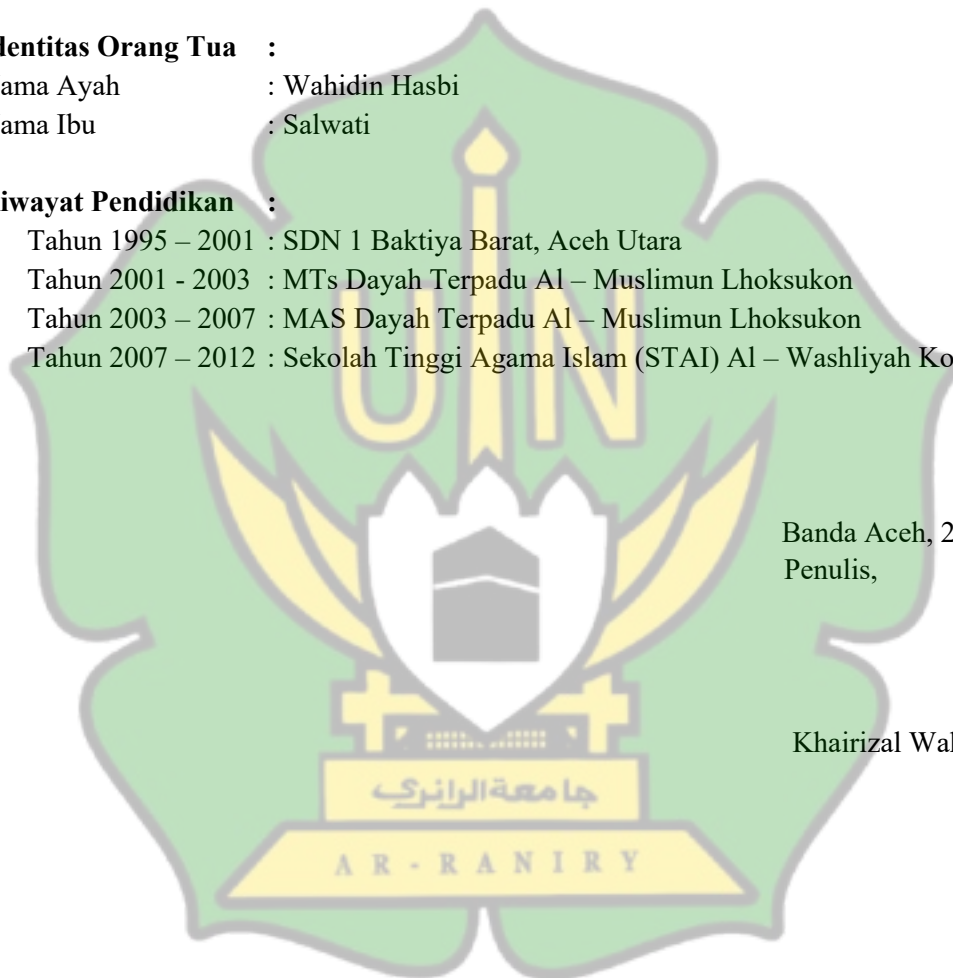 dentitas Orang Tua :
ama Ayah : Wahidin Hasbi
ama Ibu : Salwati
iwayat Pendidikan :
Tahun 1995 – 2001 : SDN 1 Baktiya Barat, Aceh Utara
Tahun 2001 - 2003 : MTs Dayah Terpadu Al – Muslimun Lhoksukon
Tahun 2003 – 2007 : MAS Dayah Terpadu Al – Muslimun Lhoksukon
Tahun 2007 – 2012 : Sekolah Tinggi Agama Islam (STAI) Al – Washliyah Ko
UIN
Banda Aceh, 2
Penulis,
Khairizal Wal
جامعةالرانري
AR-RANIRY